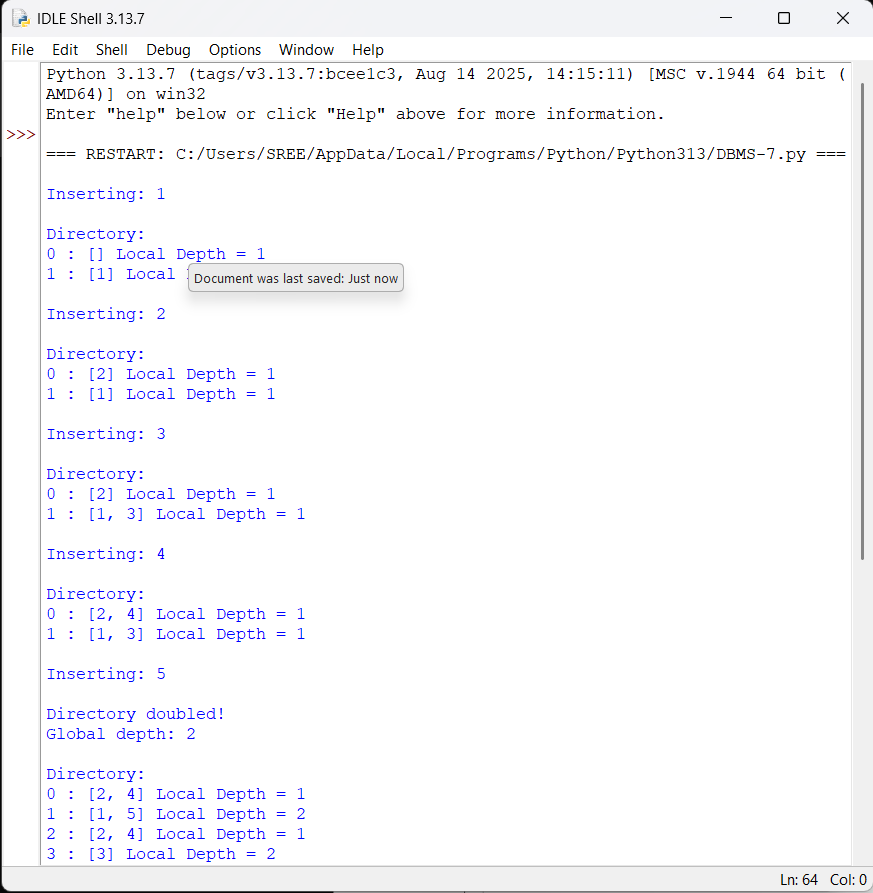 IDLE Shell 3.13.7
File Edit Shell Debug Options Window Help
Python 3.13.7 (tags/v3.13.7:bcee1c3, Aug 14 2025, 14:15:11) [MSC v.1944 64 bit (
AMD64)] on win32
Enter "help" below or click "Help" above for more information.
>>>
=== RESTART: C:/Users/SREE/AppData/Local/Programs/Python/Python313/DBMS-7.py ===
Inserting: 1
Directory:
0 : [] Local Depth = 1
1 : [1] Local
Document was last saved: Just now
Inserting: 2
Directory:
0 : [2] Local Depth = 1
1 : [1] Local Depth = 1
Inserting: 3
Directory:
0 : [2] Local Depth = 1
1 : [1, 3] Local Depth = 1
Inserting: 4
Directory:
0 : [2, 4] Local Depth = 1
1 : [1, 3] Local Depth = 1
Inserting: 5
Directory doubled!
Global depth: 2
Directory:
0 : [2, 4] Local Depth = 1
1 : [1, 5] Local Depth = 2
2 : [2, 4] Local Depth = 1
3 : [3] Local Depth = 2
Ln: 64 Col: 0